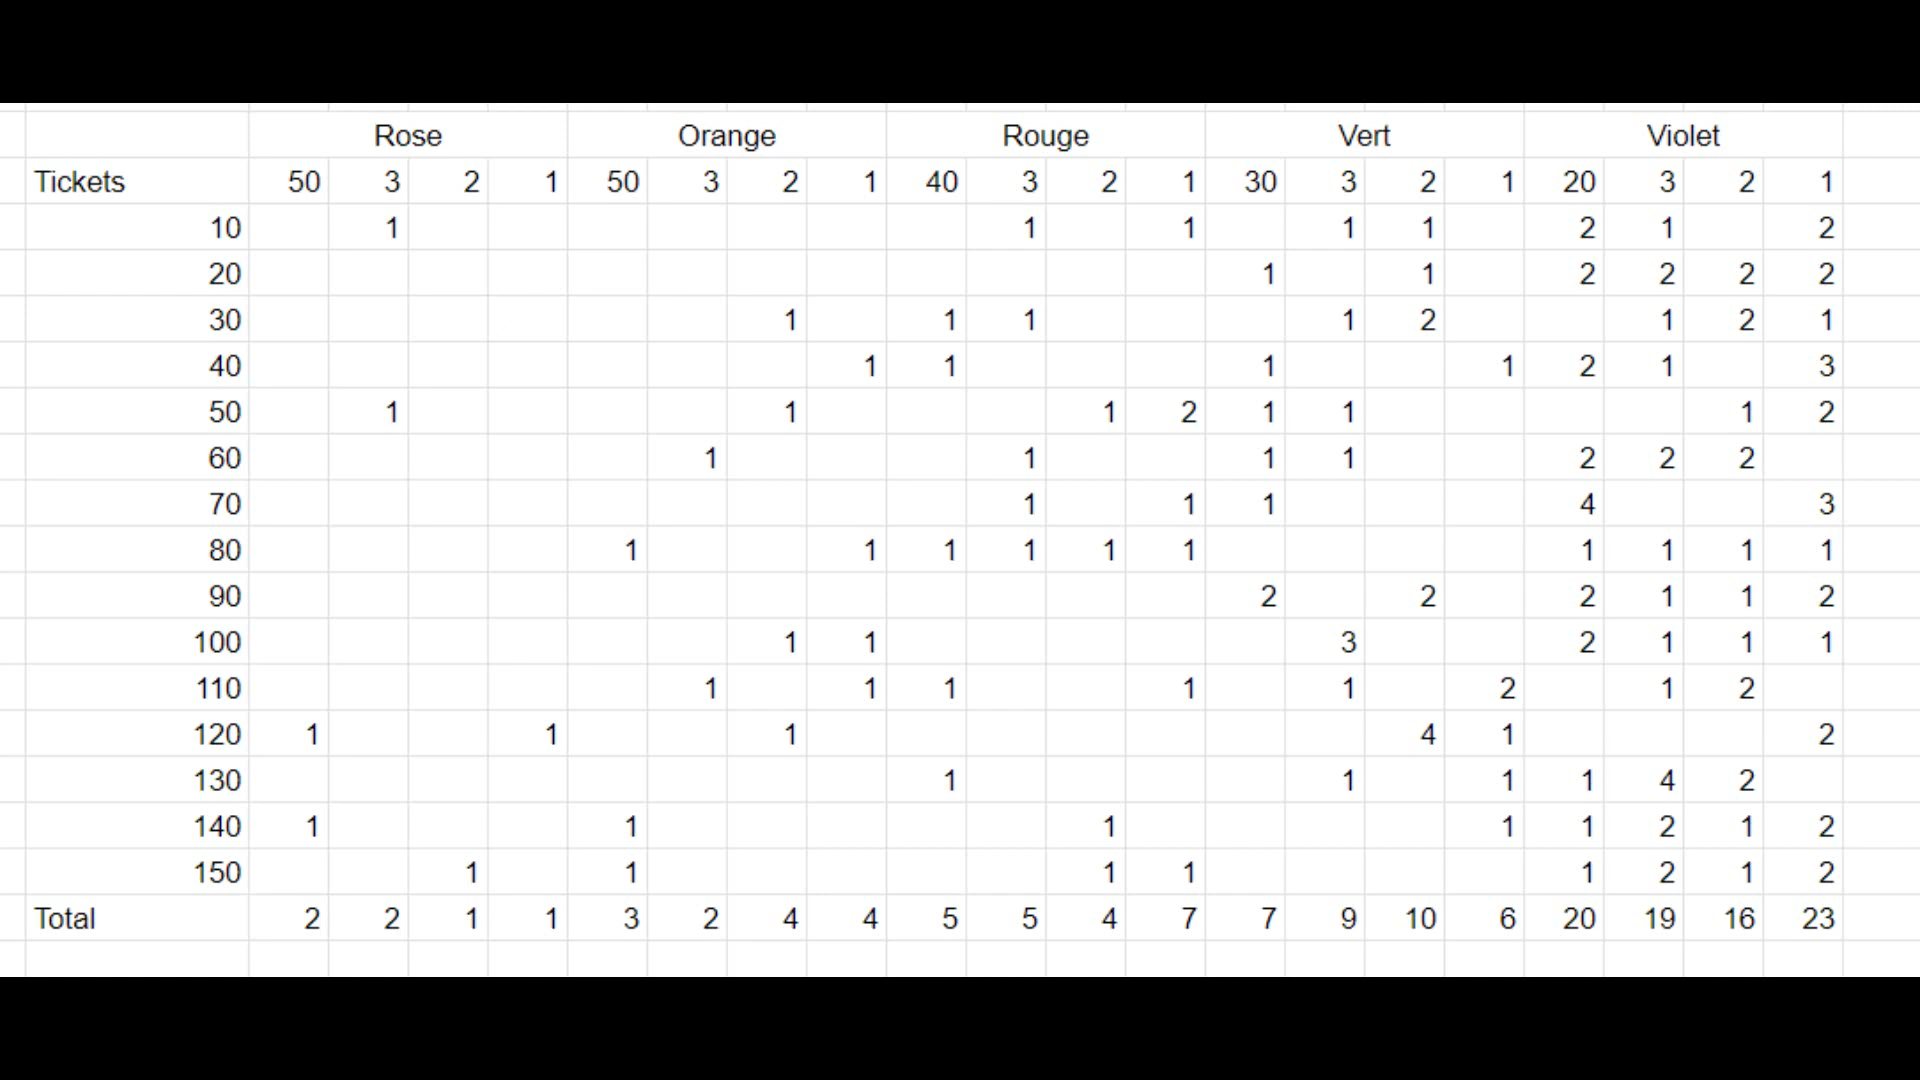 Rose Orange Rouge Vert Violet
Tickets 50 3 2 1 50 3 2 1 40 3 2 1 30 3 2 1 20 3 2 1
10 1 1 1 1 1 2 1 2
20 1 1 2 2 2 2
30 1 1 1 1 2 1 2 1
40 1 1 1 1 2 1 3
50 1 1 1 2 1 1 1 2
60 1 1 1 1 2 2 2
70 1 1 1 4 3
80 1 1 1 1 1 1 1 1 1 1
90 2 2 2 1 1 2
100 1 1 3 2 1 1 1
110 1 1 1 1 1 2 1 2
120 1 1 1 4 1 2
130 1 1 1 1 4 2
140 1 1 1 1 1 2 1 2
150 1 1 1 1 1 2 1 2
Total 2 2 1 1 3 2 4 4 5 5 4 7 7 9 10 6 20 19 16 23